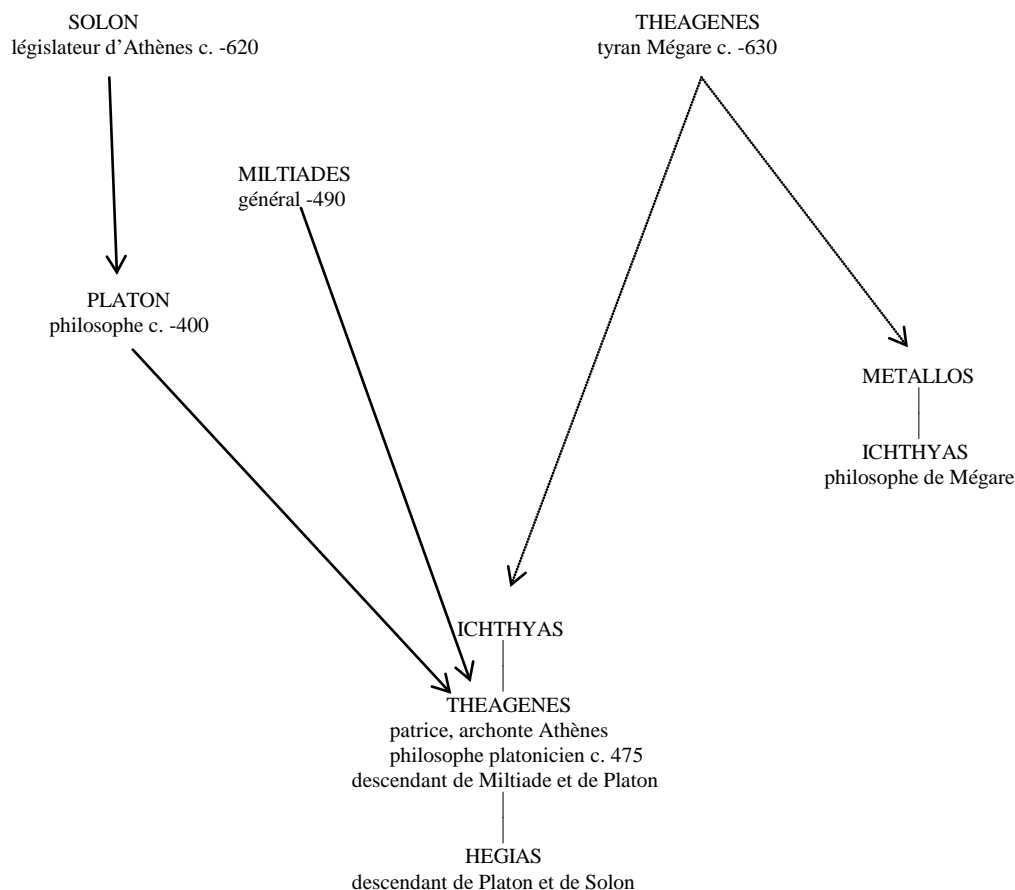 SOLON
législateur d'Athènes c. -620
THEAGENES
tyran Mégare c. -630
MILTIADES
général -490
PLATON
philosophe c. -400
METALLOS
ICHTHYAS
philosophe de Mégare
ICHTHYAS
THEAGENES
patrice, archonte Athènes
philosophe platonicien c. 475
descendant de Miltiade et de Platon
HEGIAS
descendant de Platon et de Solon